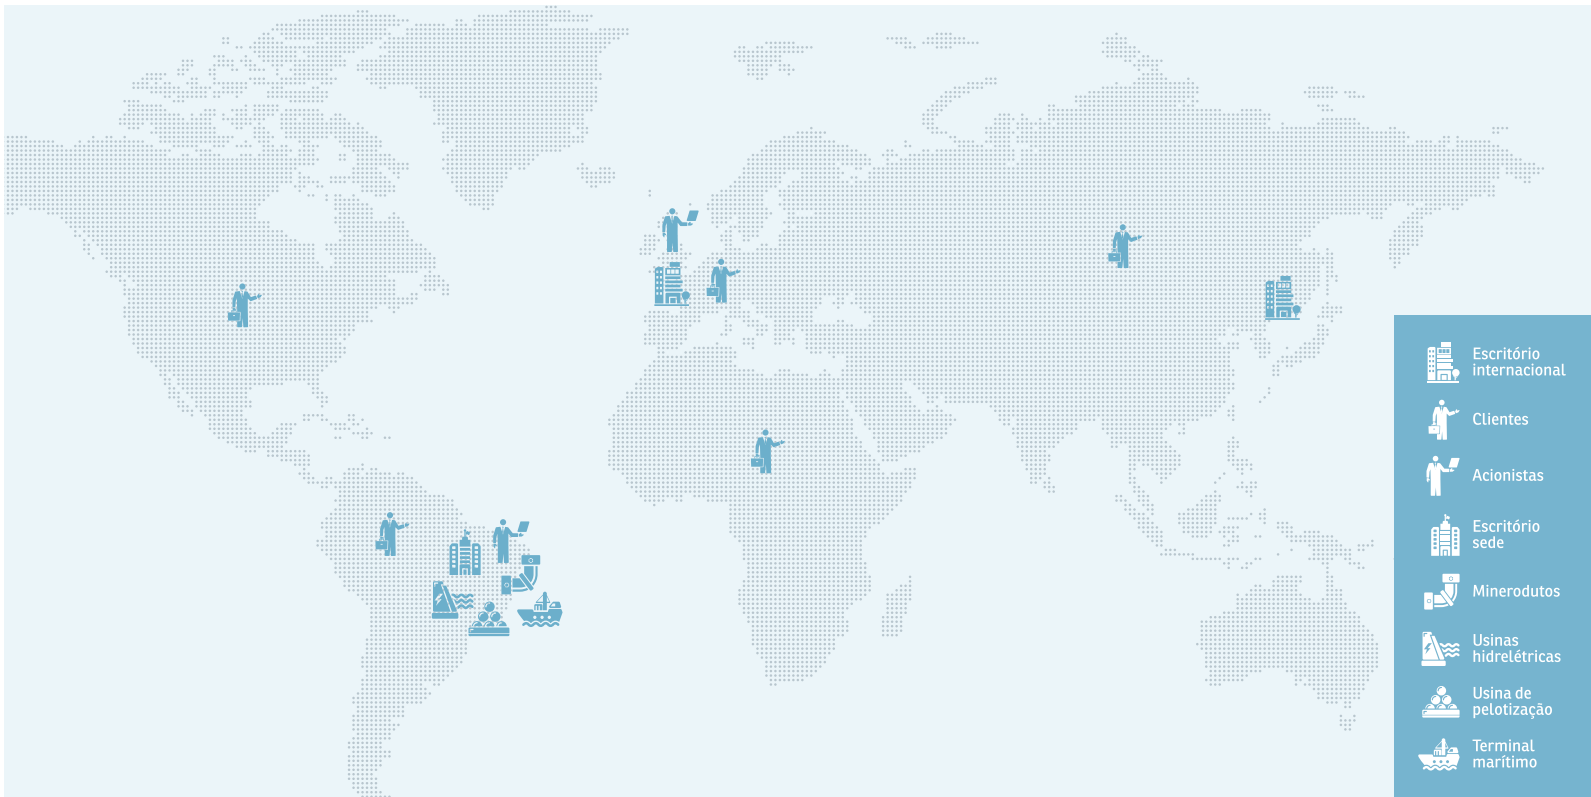 Escritório
internacional
Clientes
Acionistas
Escritório
sede
Minerodutos
Usinas
hidrelétricas
Usina de
pelotização
Terminal
marítimo